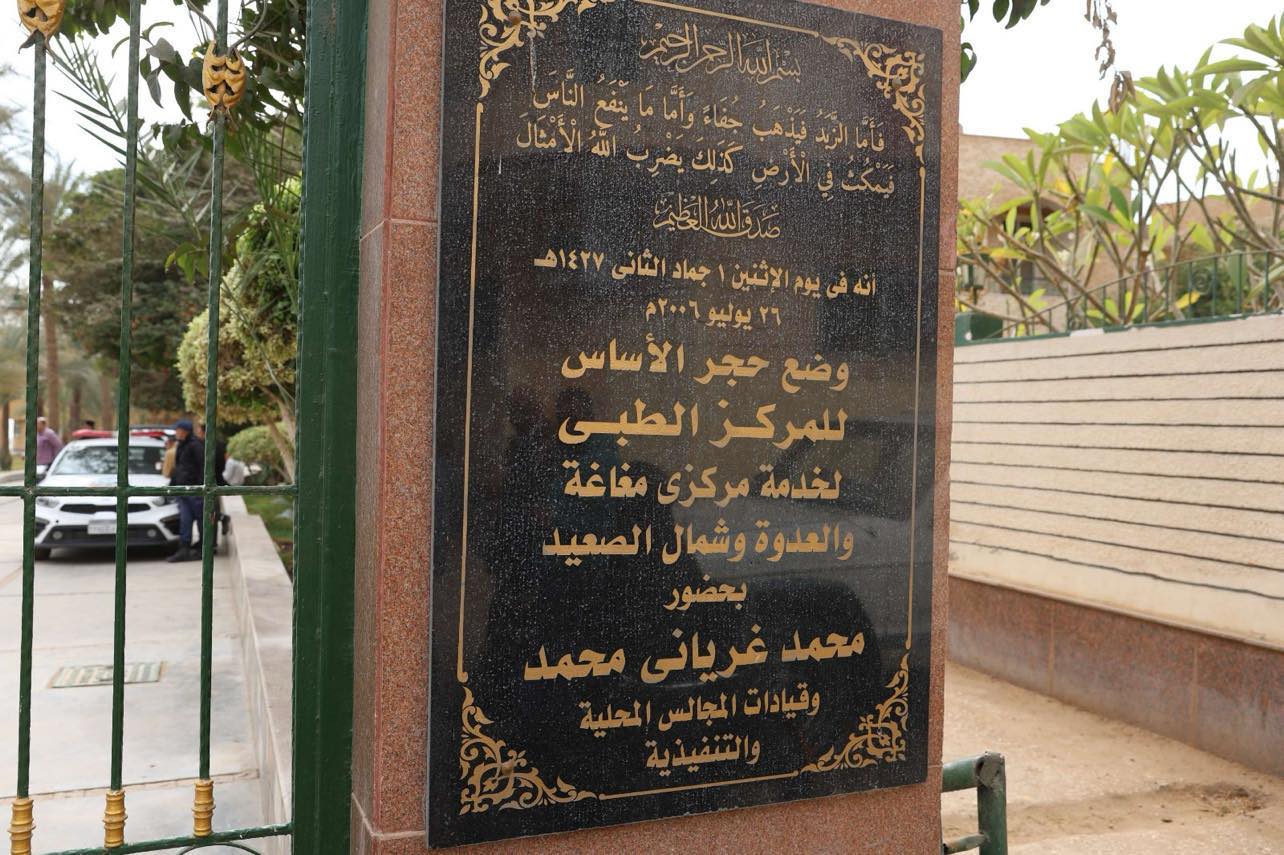 بسم الله الرحمن الرحيم
فَأَمَّا الزَّبَدُ فَيَذْهَبُ جُفَاءً وَأَمَّا مَا يَنْفَعُ النَّاسَ
فَيَمْكُثُ فِي الْأَرْضِ كَذَلِكَ يَضْرِبُ اللَّهُ الْأَمْثَالَ
صدق الله العظيم
أنه فى يوم الإثنين ١ جماد الثانى ١٤٢٧هـ
٢٦ يوليو ٢٠٠٦م
وضع حجر الأساس
للمركز الطبى
لخدمة مركزى مغاغة
والعدوة وشمال الصعيد
بحضور
محمد غريانى محمد
وقيادات المجالس المحلية
والتنفيذية